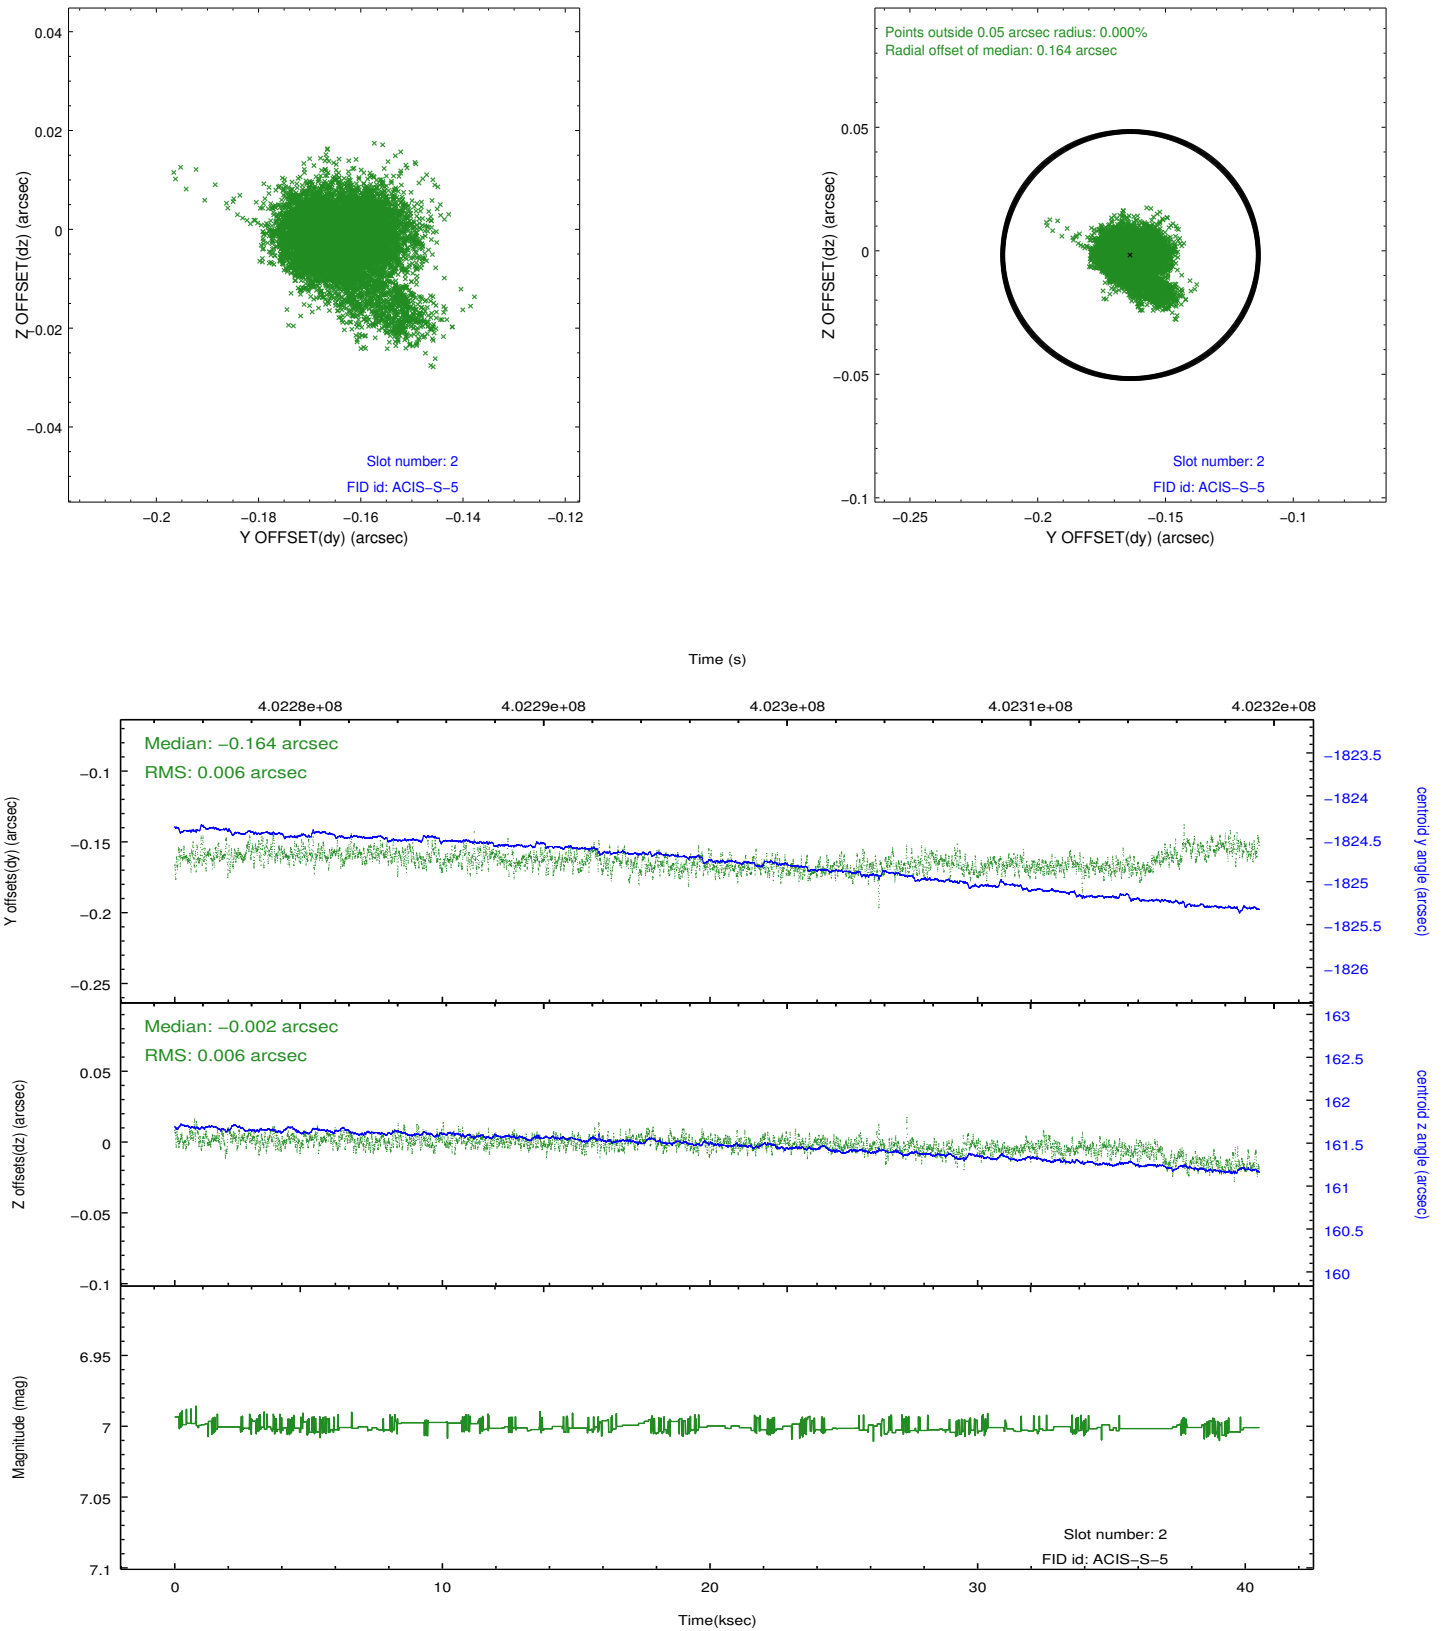 0.04
0.02
0
−0.02
−0.04
Z OFFSET(dz) (arcsec)
Slot number: 2
FID id: ACIS−S−5
−0.2 −0.18 −0.16 −0.14 −0.12
Y OFFSET(dy) (arcsec)
Points outside 0.05 arcsec radius: 0.000%
Radial offset of median: 0.164 arcsec
0.05
0
−0.05
−0.1
Z OFFSET(dz) (arcsec)
Slot number: 2
FID id: ACIS−S−5
−0.25 −0.2 −0.15 −0.1
Y OFFSET(dy) (arcsec)
Time (s)
4.0228e+08 4.0229e+08 4.023e+08 4.0231e+08 4.0232e+08
Median: −0.164 arcsec
RMS: 0.006 arcsec
−0.1
−0.15
−0.2
−0.25
Y offsets(dy) (arcsec)
−1823.5
−1824
−1824.5
−1825
−1825.5
−1826
centroid y angle (arcsec)
Median: −0.002 arcsec
RMS: 0.006 arcsec
0.05
0
−0.05
−0.1
Z offsets(dz) (arcsec)
163
162.5
162
161.5
161
160.5
160
centroid z angle (arcsec)
6.95
7
7.05
7.1
Magnitude (mag)
Slot number: 2
FID id: ACIS−S−5
0 10 20 30 40
Time(ksec)